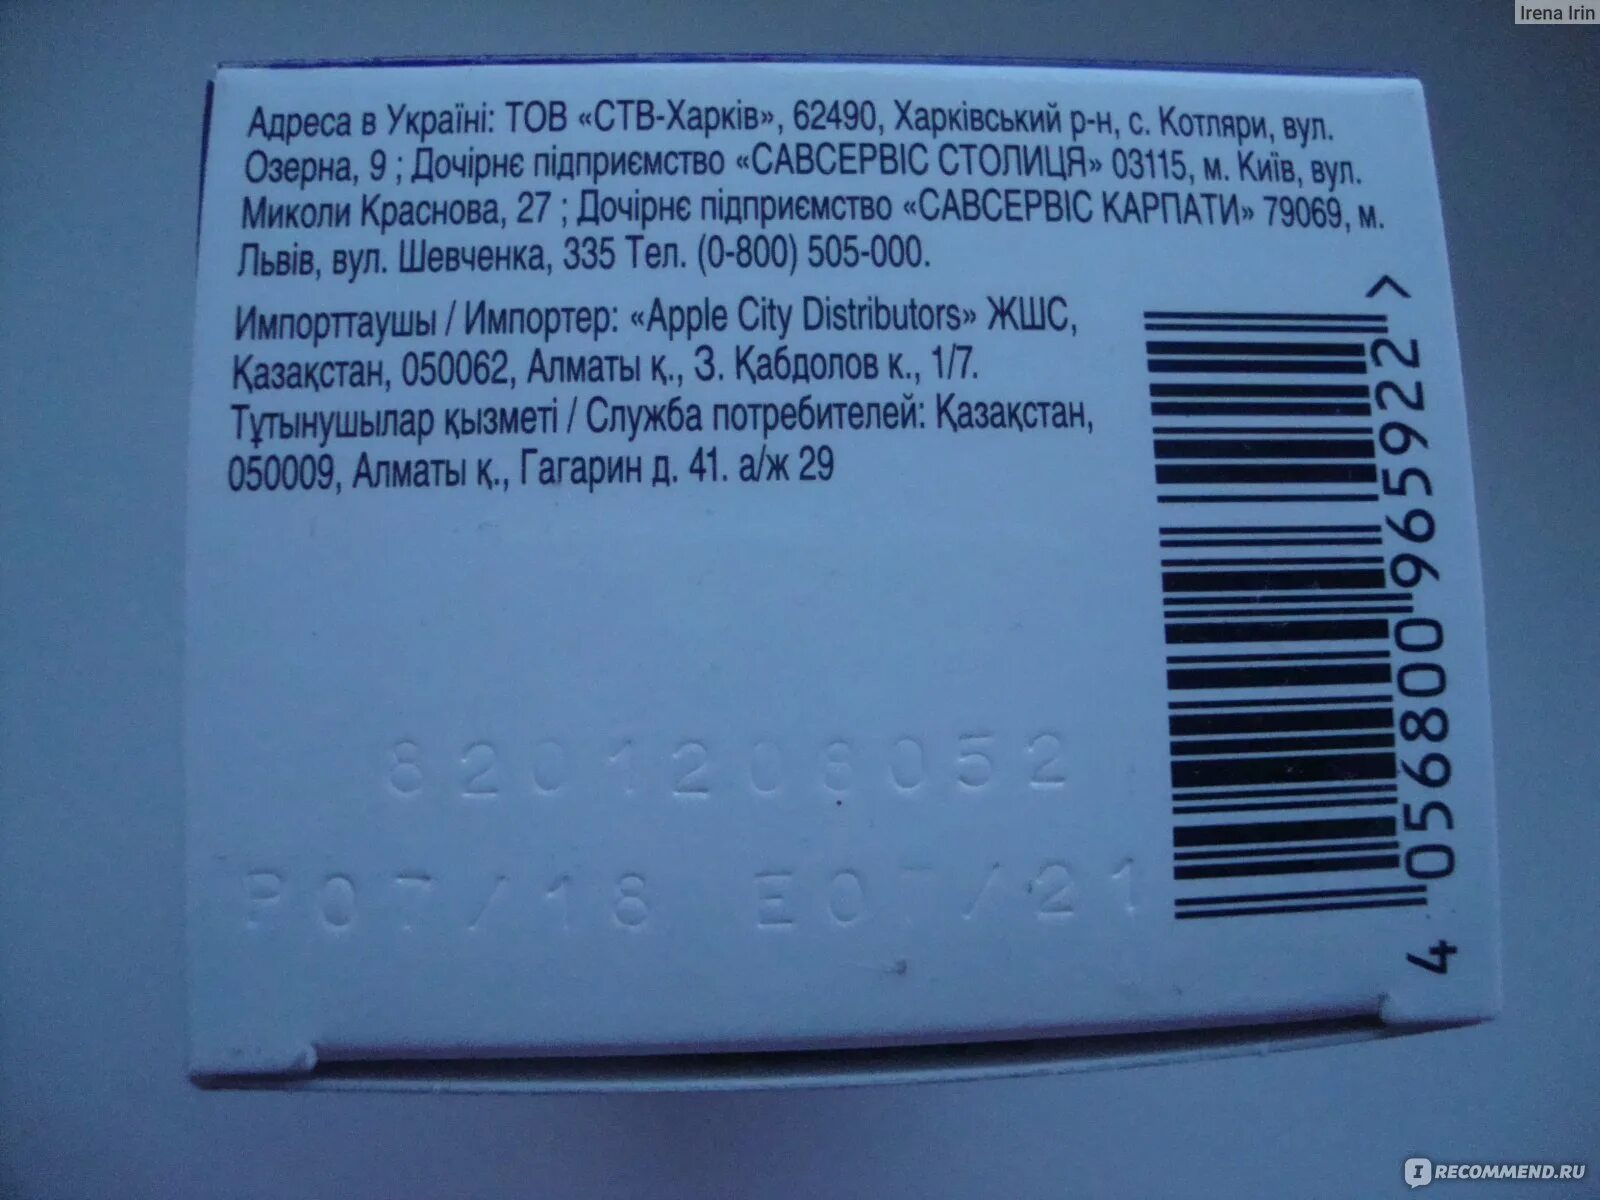 Irena Irin
Адреса в Україні: ТОВ «СТВ-Харків», 62490, Харківський р-н, с. Котляри, вул.
Озерна, 9 ; Дочірнє підприємство «САВСЕРВІС СТОЛИЦЯ» 03115, м. Київ, вул.
Миколи Краснова, 27 ; Дочірнє підприємство «САВСЕРВІС КАРПАТИ» 79069, м.
Львів, вул. Шевченка, 335 Тел. (0-800) 505-000.
Импорттаушы / Импортер: «Apple City Distributors» ЖШС,
Қазақстан, 050062, Алматы қ., З. Қабдолов к., 1/7.
Тұтынушылар қызметі / Служба потребителей: Қазақстан,
050009, Алматы қ., Гагарин д. 41. а/ж 29
4 056800 965922 >
8201208052
P07/18 E07/21
IRECOMMEND.RU